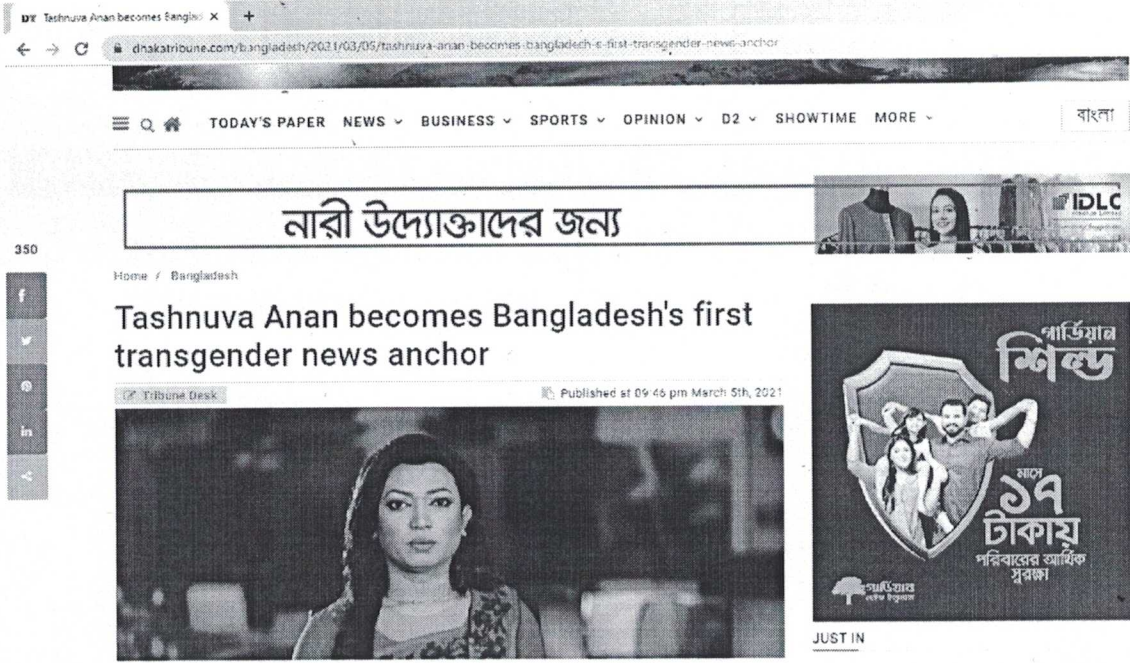 DT Tashnuva Anan becomes Banglad × +
dhakatribune.com/bangladesh/2021/03/05/tashnuva-anan-becomes-bangladesh-s-first-transgender-news-anchor
TODAY'S PAPER NEWS BUSINESS SPORTS OPINION D2 SHOWTIME MORE বাংলা
নারী উদ্যোক্তাদের জন্য
IDLC
350
Home / Bangladesh
Tashnuva Anan becomes Bangladesh's first
transgender news anchor
Tribune Desk
Published at 09:46 pm March 5th, 2021
f
in
গার্ডিয়ান
শিল্ড
মাসে
১৭
টাকায়
পরিবারের আর্থিক
সুরক্ষা
গার্ডিয়ান
JUST IN